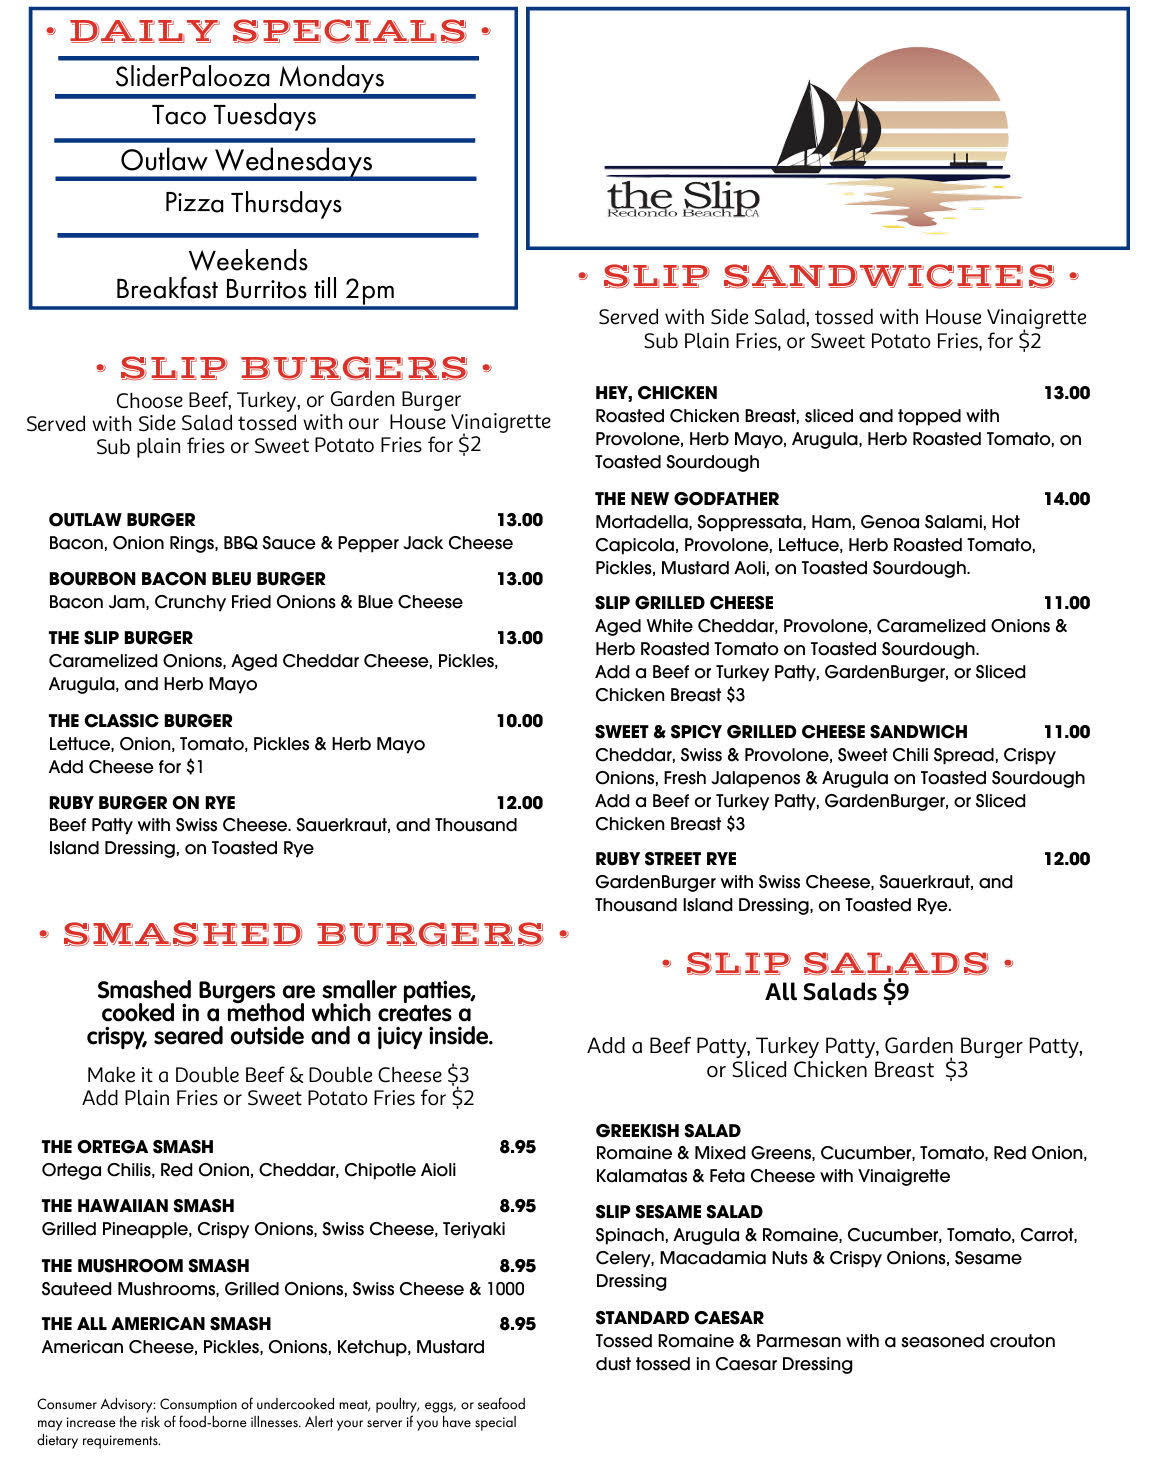 • DAILY SPECIALS •
SliderPalooza Mondays
Taco Tuesdays
Outlaw Wednesdays
Pizza Thursdays
Weekends
Breakfast Burritos till 2pm
• SLIP BURGERS •
Choose Beef, Turkey, or Garden Burger
Served with Side Salad tossed with our House Vinaigrette
Sub plain fries or Sweet Potato Fries for $2
OUTLAW BURGER 13.00
Bacon, Onion Rings, BBQ Sauce & Pepper Jack Cheese
BOURBON BACON BLEU BURGER 13.00
Bacon Jam, Crunchy Fried Onions & Blue Cheese
THE SLIP BURGER 13.00
Caramelized Onions, Aged Cheddar Cheese, Pickles,
Arugula, and Herb Mayo
THE CLASSIC BURGER 10.00
Lettuce, Onion, Tomato, Pickles & Herb Mayo
Add Cheese for $1
RUBY BURGER ON RYE 12.00
Beef Patty with Swiss Cheese. Sauerkraut, and Thousand
Island Dressing, on Toasted Rye
• SMASHED BURGERS •
Smashed Burgers are smaller patties,
cooked in a method which creates a
crispy, seared outside and a juicy inside.
Make it a Double Beef & Double Cheese $3
Add Plain Fries or Sweet Potato Fries for $2
THE ORTEGA SMASH 8.95
Ortega Chilis, Red Onion, Cheddar, Chipotle Aioli
THE HAWAIIAN SMASH 8.95
Grilled Pineapple, Crispy Onions, Swiss Cheese, Teriyaki
THE MUSHROOM SMASH 8.95
Sauteed Mushrooms, Grilled Onions, Swiss Cheese & 1000
THE ALL AMERICAN SMASH 8.95
American Cheese, Pickles, Onions, Ketchup, Mustard
Consumer Advisory: Consumption of undercooked meat, poultry, eggs, or seafood
may increase the risk of food-borne illnesses. Alert your server if you have special
dietary requirements.
the Slip
Redondo Beach CA
• SLIP SANDWICHES •
Served with Side Salad, tossed with House Vinaigrette
Sub Plain Fries, or Sweet Potato Fries, for $2
HEY, CHICKEN 13.00
Roasted Chicken Breast, sliced and topped with
Provolone, Herb Mayo, Arugula, Herb Roasted Tomato, on
Toasted Sourdough
THE NEW GODFATHER 14.00
Mortadella, Soppressata, Ham, Genoa Salami, Hot
Capicola, Provolone, Lettuce, Herb Roasted Tomato,
Pickles, Mustard Aoli, on Toasted Sourdough.
SLIP GRILLED CHEESE 11.00
Aged White Cheddar, Provolone, Caramelized Onions &
Herb Roasted Tomato on Toasted Sourdough.
Add a Beef or Turkey Patty, GardenBurger, or Sliced
Chicken Breast $3
SWEET & SPICY GRILLED CHEESE SANDWICH 11.00
Cheddar, Swiss & Provolone, Sweet Chili Spread, Crispy
Onions, Fresh Jalapenos & Arugula on Toasted Sourdough
Add a Beef or Turkey Patty, GardenBurger, or Sliced
Chicken Breast $3
RUBY STREET RYE 12.00
GardenBurger with Swiss Cheese, Sauerkraut, and
Thousand Island Dressing, on Toasted Rye.
• SLIP SALADS •
All Salads $9
Add a Beef Patty, Turkey Patty, Garden Burger Patty,
or Sliced Chicken Breast $3
GREEKISH SALAD
Romaine & Mixed Greens, Cucumber, Tomato, Red Onion,
Kalamatas & Feta Cheese with Vinaigrette
SLIP SESAME SALAD
Spinach, Arugula & Romaine, Cucumber, Tomato, Carrot,
Celery, Macadamia Nuts & Crispy Onions, Sesame
Dressing
STANDARD CAESAR
Tossed Romaine & Parmesan with a seasoned crouton
dust tossed in Caesar Dressing